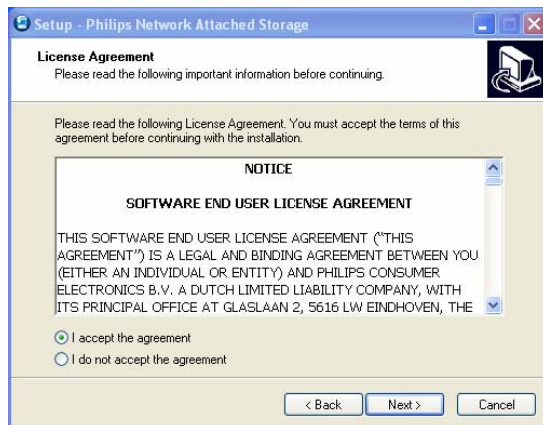 Setup - Philips Network Attached Storage
License Agreement
Please read the following important information before continuing.
Please read the following License Agreement. You must accept the terms of this
agreement before continuing with the installation.
NOTICE
SOFTWARE END USER LICENSE AGREEMENT
THIS SOFTWARE END USER LICENSE AGREEMENT ("THIS
AGREEMENT") IS A LEGAL AND BINDING AGREEMENT BETWEEN YOU
(EITHER AN INDIVIDUAL OR ENTITY) AND PHILIPS CONSUMER
ELECTRONICS B.V. A DUTCH LIMITED LIABILITY COMPANY, WITH
ITS PRINCIPAL OFFICE AT GLASLAAN 2, 5616 LW EINDHOVEN, THE
I accept the agreement
I do not accept the agreement
< Back Next > Cancel